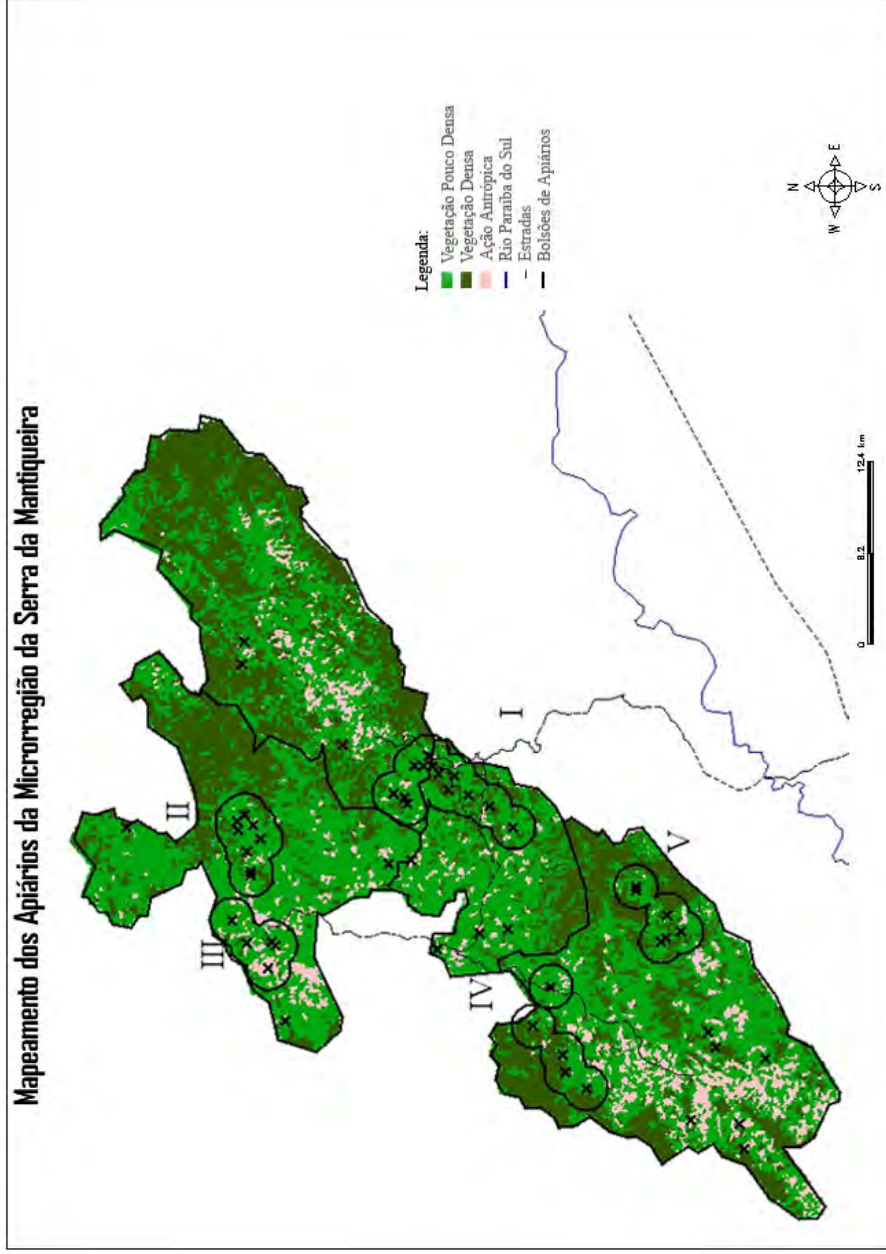 Mapeamento dos Apiários da Microrregião da Serra da Mantiqueira
II
III
I
IV
V
Legenda:
Vegetação Pouco Densa
Vegetação Densa
Ação Antrópica
Rio Paraíba do Sul
Estradas
Bolsões de Apiários
N
W E
S
0 8.2 12.4 km